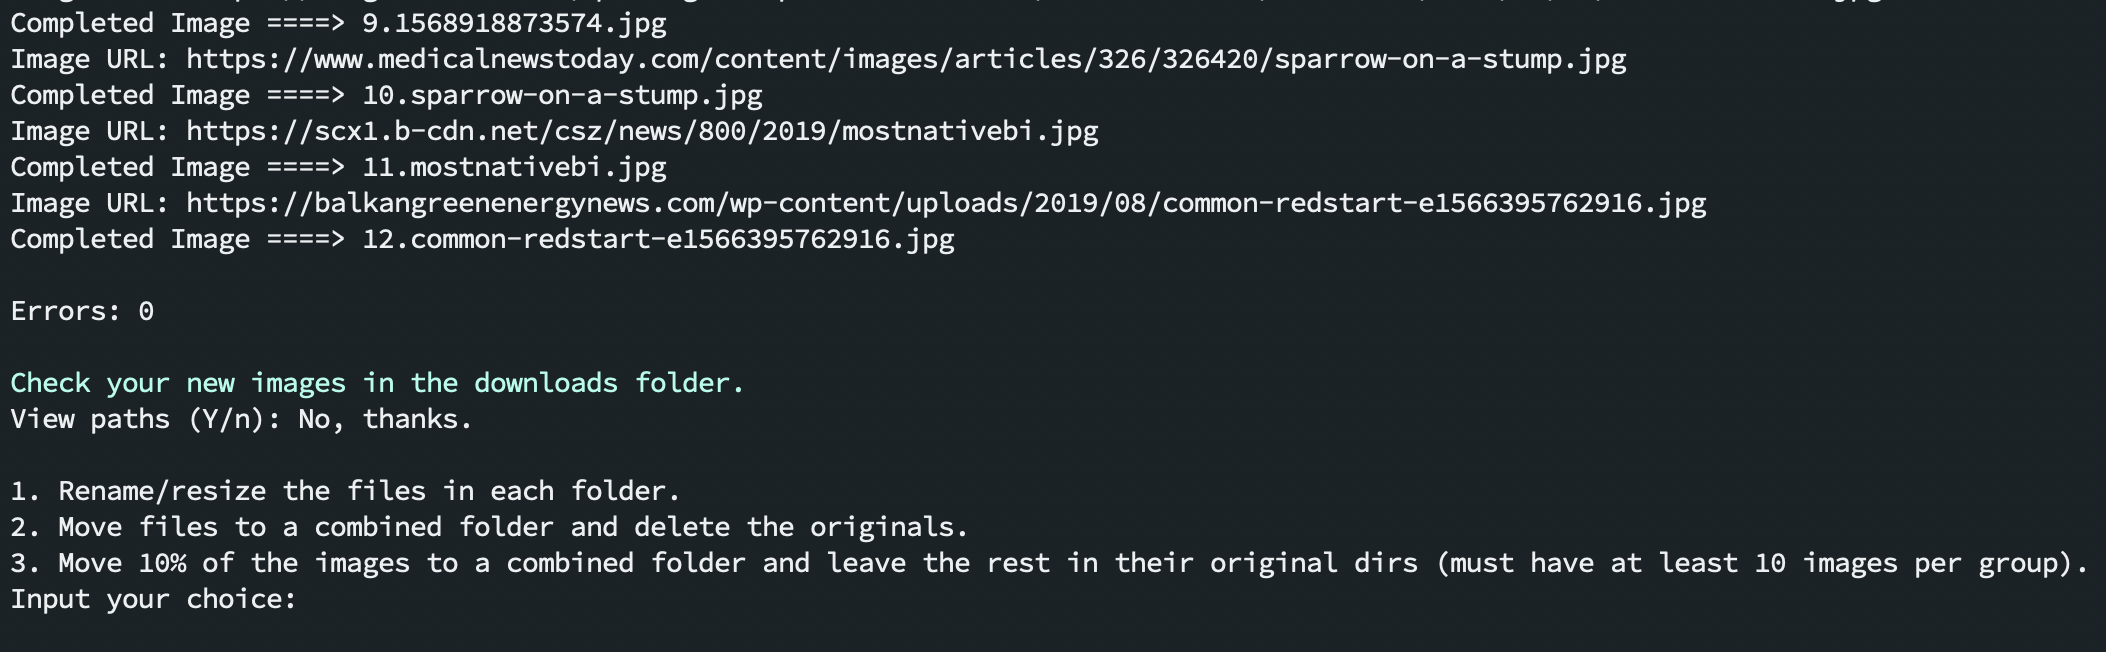 Completed Image ====> 9.1568918873574.jpg
Image URL: https://www.medicalnewstoday.com/content/images/articles/326/326420/sparrow-on-a-stump.jpg
Completed Image ====> 10.sparrow-on-a-stump.jpg
Image URL: https://scx1.b-cdn.net/csz/news/800/2019/mostnativebi.jpg
Completed Image ====> 11.mostnativebi.jpg
Image URL: https://balkangreenenergynews.com/wp-content/uploads/2019/08/common-redstart-e1566395762916.jpg
Completed Image ====> 12.common-redstart-e1566395762916.jpg
Errors: 0
Check your new images in the downloads folder.
View paths (Y/n): No, thanks.
1. Rename/resize the files in each folder.
2. Move files to a combined folder and delete the originals.
3. Move 10% of the images to a combined folder and leave the rest in their original dirs (must have at least 10 images per group).
Input your choice: